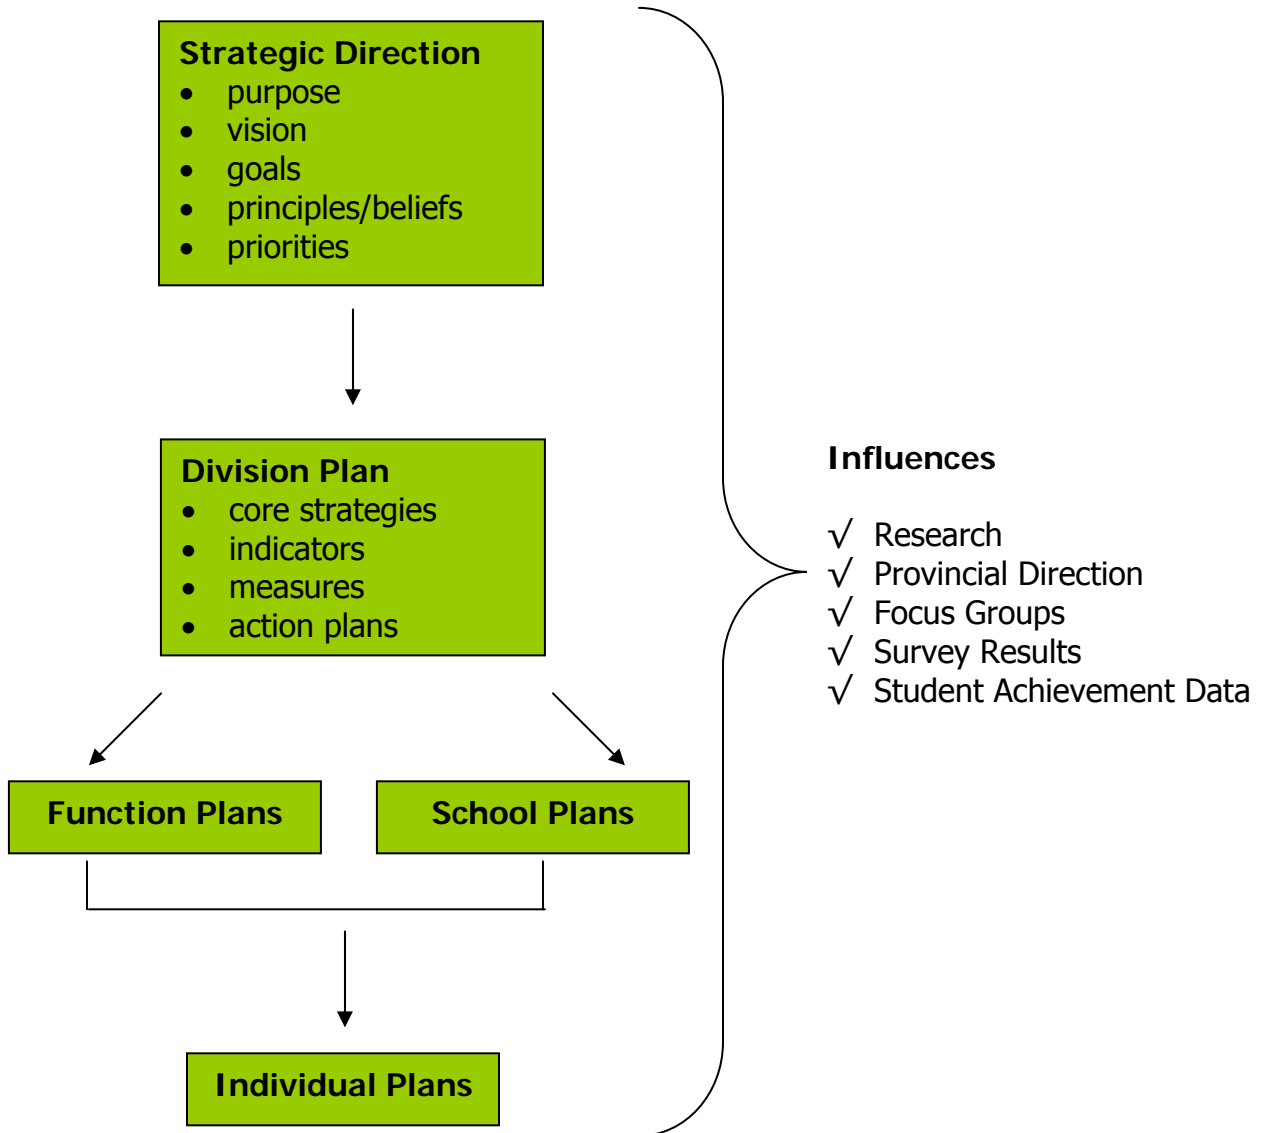 Strategic Direction
• purpose
• vision
• goals
• principles/beliefs
• priorities
Division Plan
• core strategies
• indicators
• measures
• action plans
Function Plans
School Plans
Individual Plans
Influences
√ Research
√ Provincial Direction
√ Focus Groups
√ Survey Results
√ Student Achievement Data